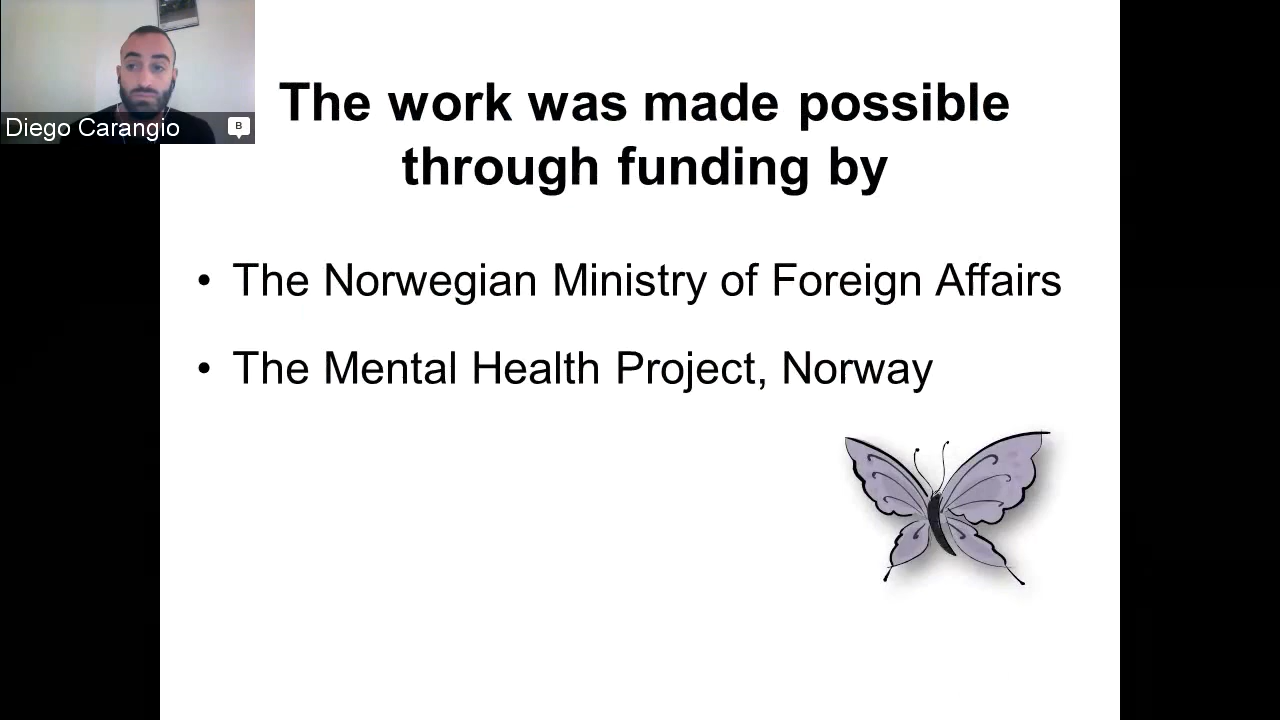 Diego Carangio
B
The work was made possible
through funding by
• The Norwegian Ministry of Foreign Affairs
• The Mental Health Project, Norway